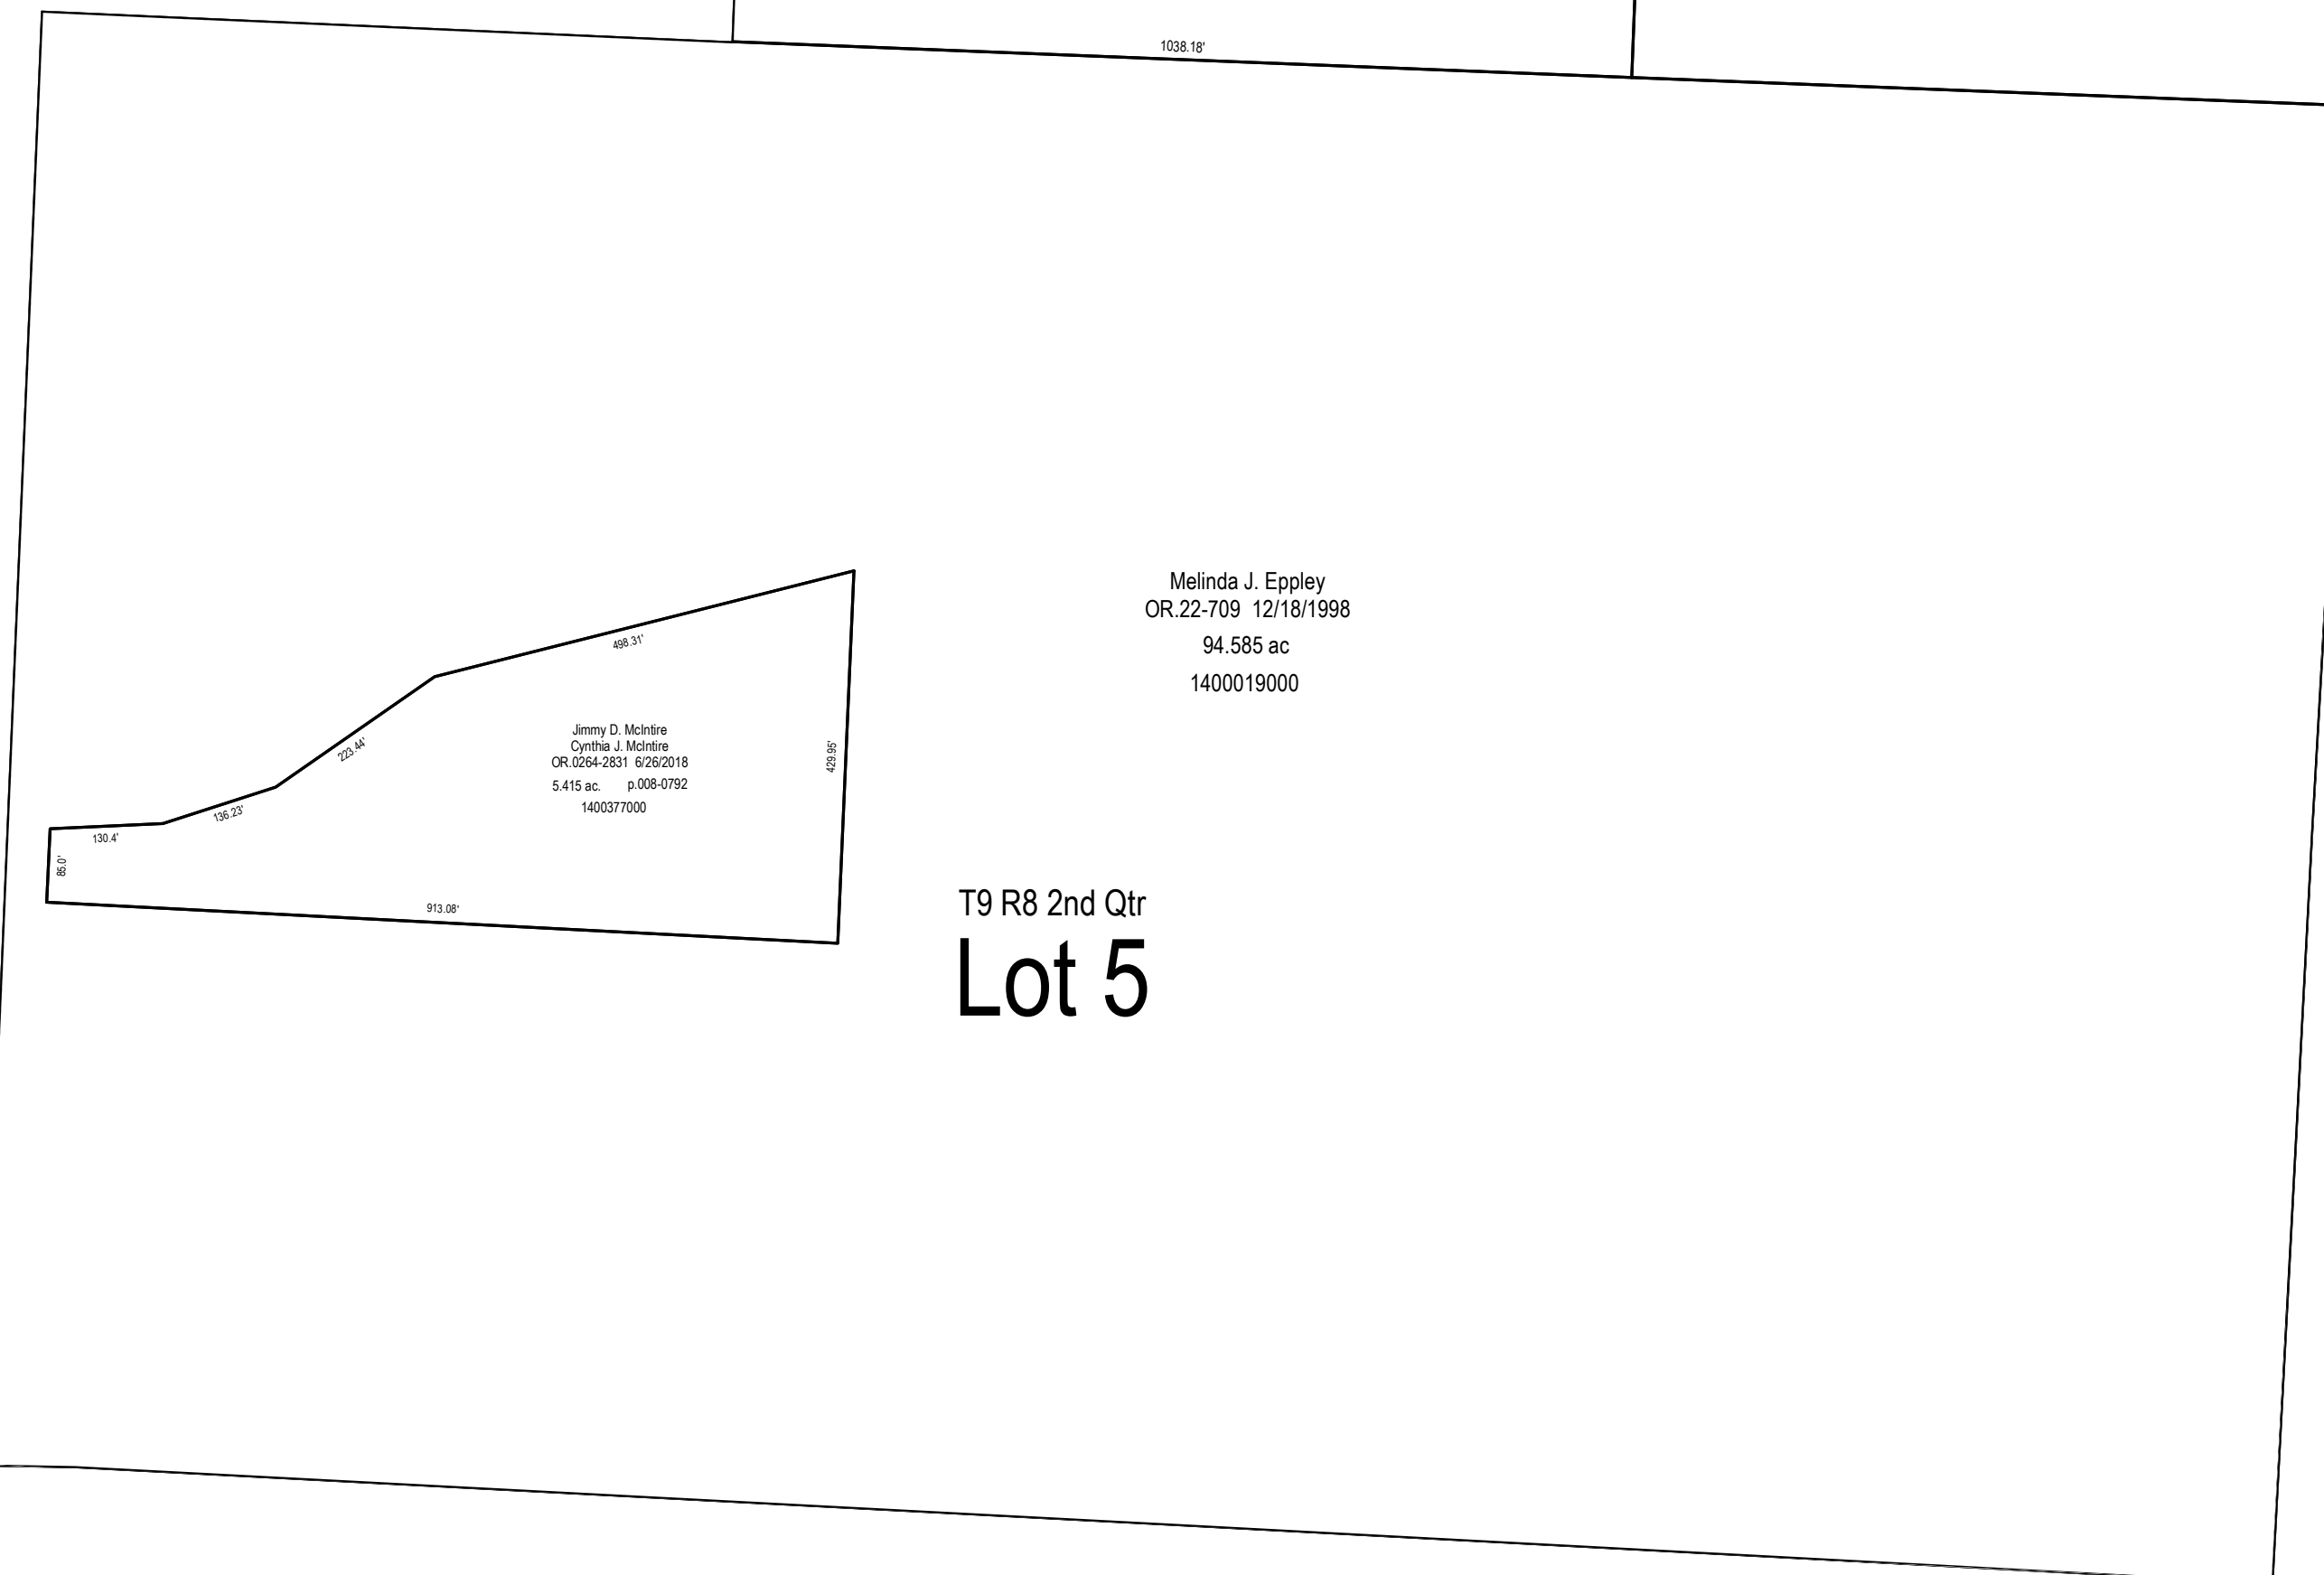 1038.18'
Melinda J. Eppley
OR.22-709 12/18/1998
94.585 ac
1400019000
498.31'
223.44'
136.23'
130.4'
85.0'
913.08'
429.95'
Jimmy D. McIntire
Cynthia J. McIntire
OR.0264-2831 6/26/2018
5.415 ac. p.008-0792
1400377000
T9 R8 2nd Qtr
Lot 5